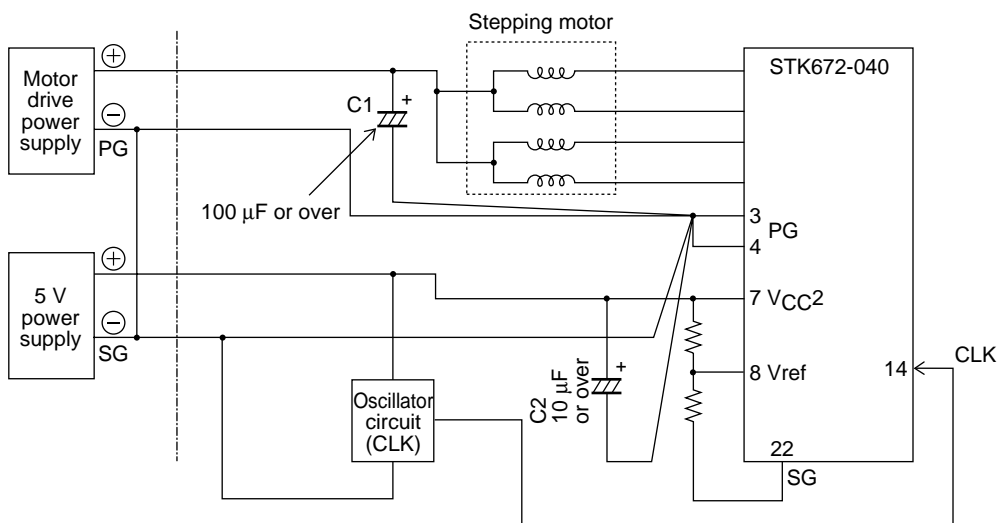 Stepping motor
⊕
Motor
drive
power
supply
⊖
PG
C1
+
100 µF or over
STK672-040
3
PG
4
⊕
5 V
power
supply
⊖
SG
7 VCC2
8 Vref
14
CLK
Oscillator
circuit
(CLK)
C2
10 µF
or over
+
22
SG